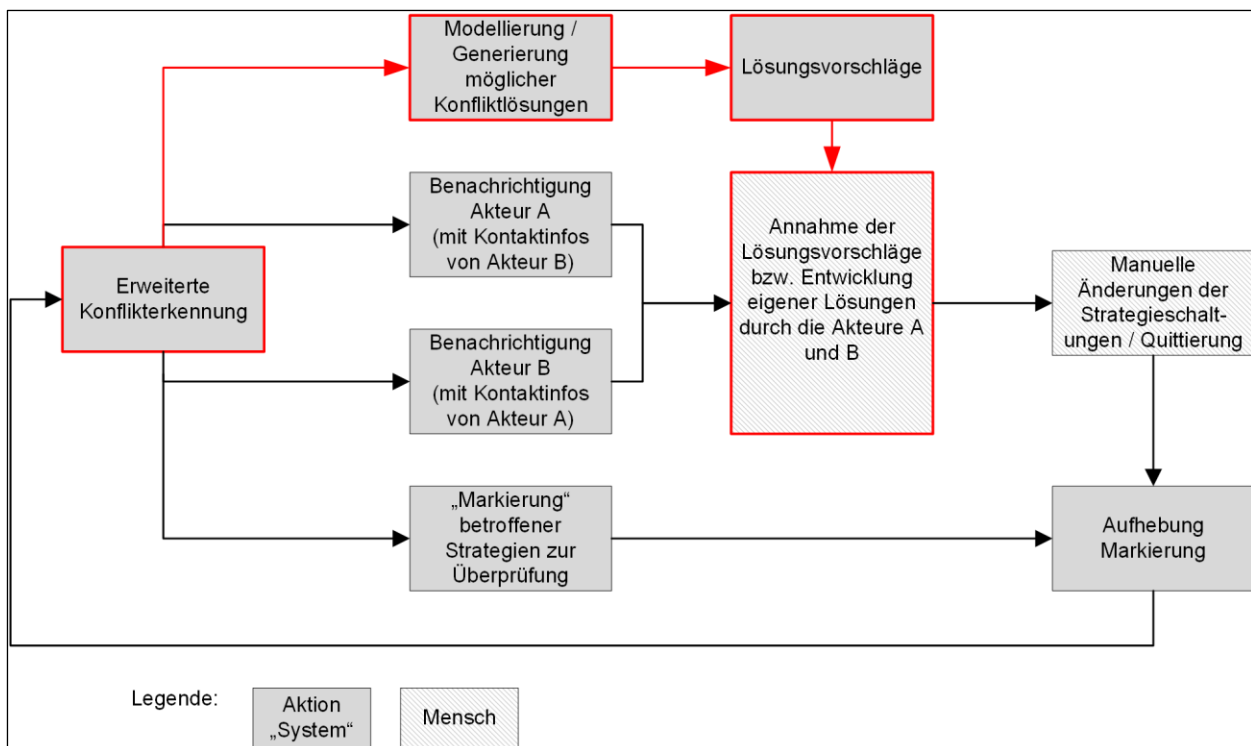 Modellierung /
Generierung
möglicher
Konfliktlösungen
Lösungsvorschläge
Benachrichtigung
Akteur A
(mit Kontaktinfos
von Akteur B)
Annahme der
Lösungsvorschläge
bzw. Entwicklung
eigener Lösungen
durch die Akteure A
und B
Erweiterte
Konflikterkennung
Manuelle
Änderungen der
Strategieschalt-
ungen / Quittierung
Benachrichtigung
Akteur B
(mit Kontaktinfos
von Akteur A)
„Markierung“
betroffener
Strategien zur
Überprüfung
Aufhebung
Markierung
Legende:
Aktion
„System“
Mensch